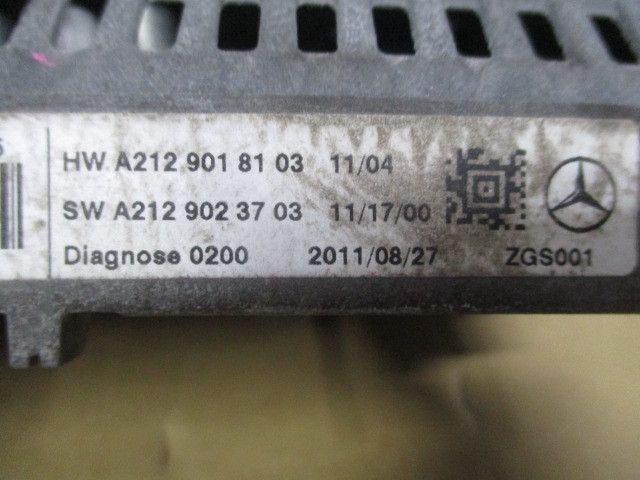 HW A212 901 81 03 11/04
SW A212 902 37 03 11/17/00
Diagnose 0200 2011/08/27 ZGS001